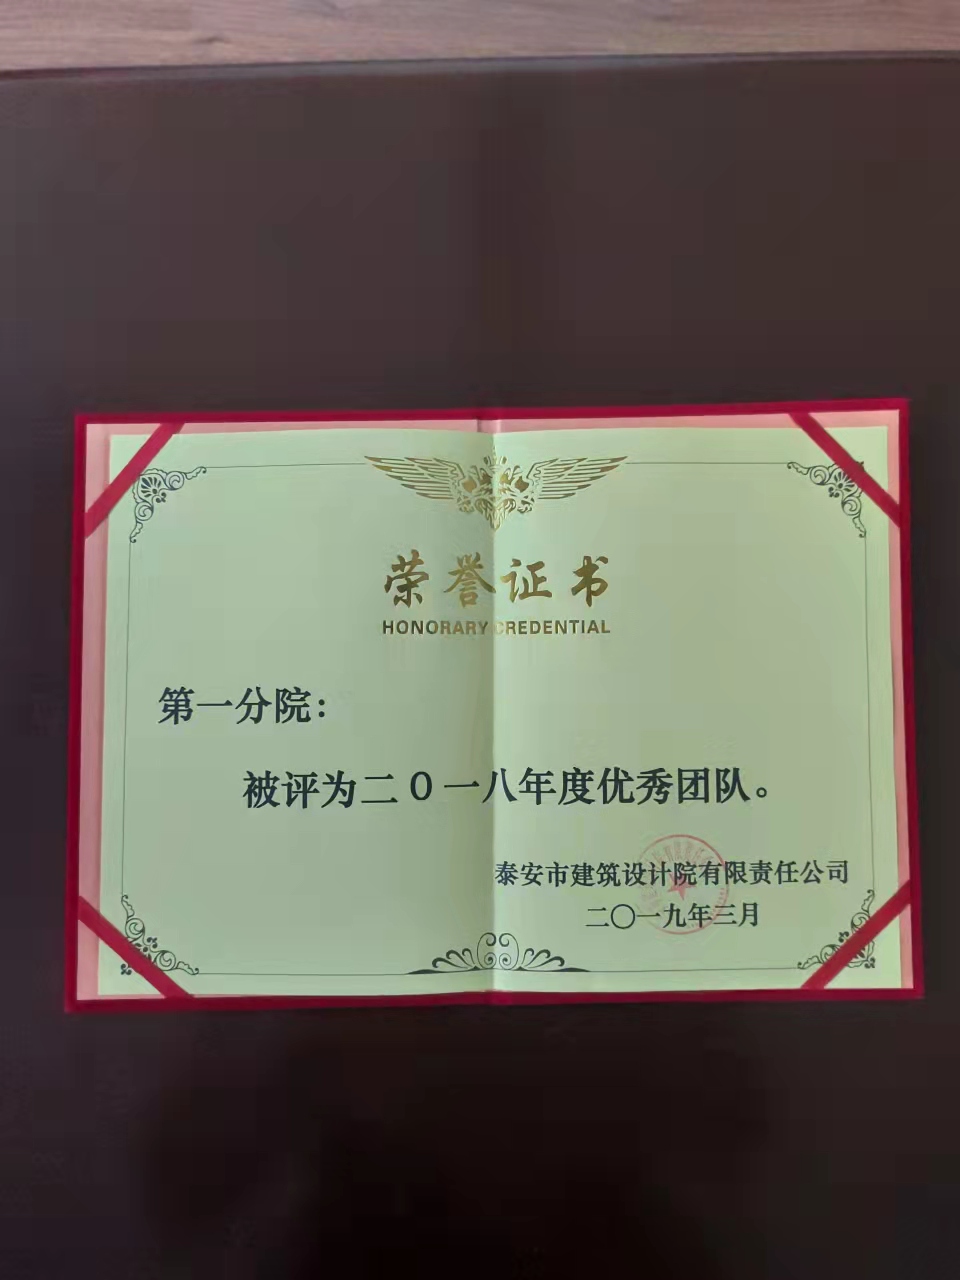 荣誉证书
HONORARY CREDENTIAL
第一分院：
被评为二0一八年度优秀团队。
泰安市建筑设计院有限责任公司
二〇一九年三月